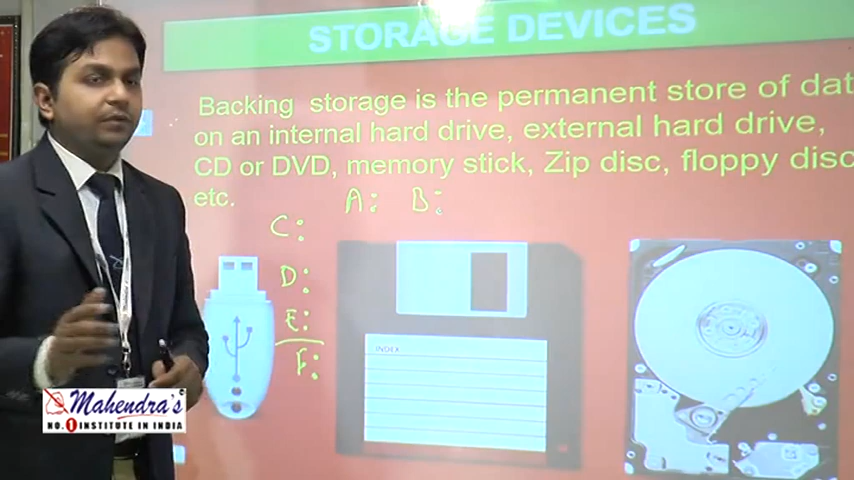 STORAGE DEVICES
Backing storage is the permanent store of dat
on an internal hard drive, external hard drive,
CD or DVD, memory stick, Zip disc, floppy disc
etc.
A: B:
C:
D:
E:
F:
INDEX
Mahendra's
NO. 1 INSTITUTE IN INDIA